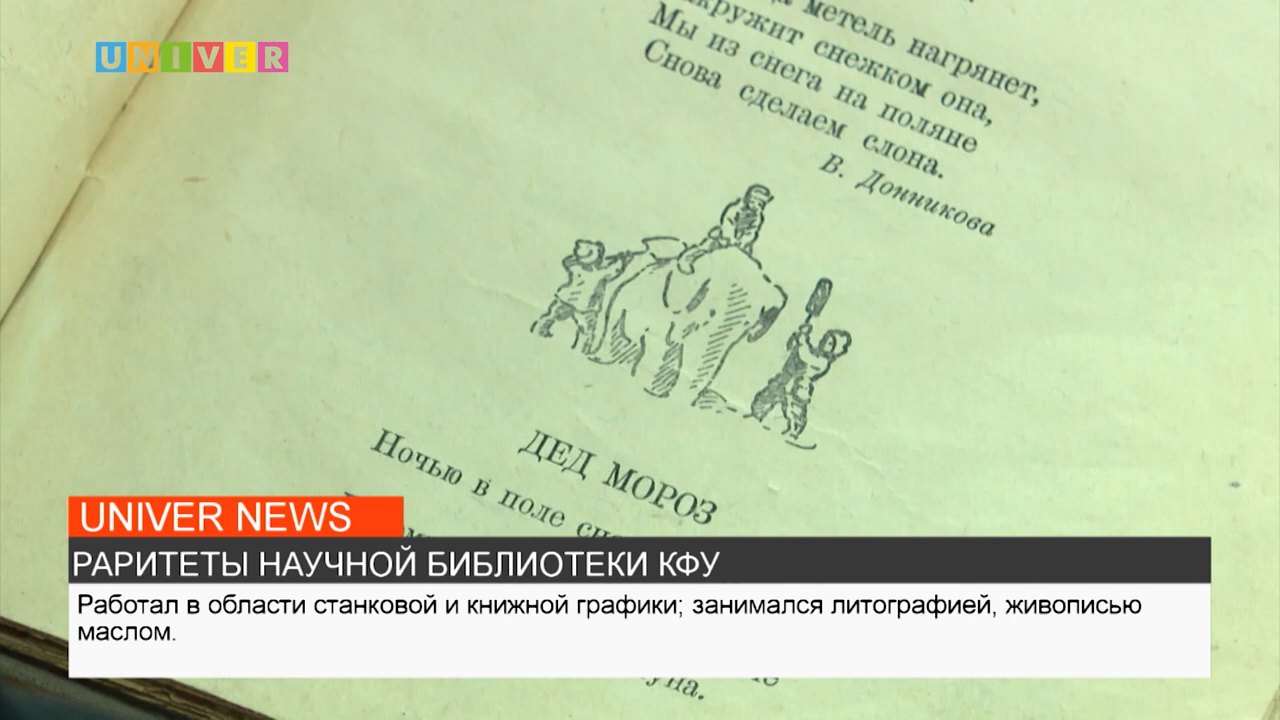 UNIVER
метель нагрянет,
снежком она,
Мы из снега на поляне
Снова сделаем слона.
В. Донникова
ДЕД МОРОЗ
Ночью в поле
UNIVER NEWS
РАРИТЕТЫ НАУЧНОЙ БИБЛИОТЕКИ КФУ
Работал в области станковой и книжной графики; занимался литографией, живописью
маслом.